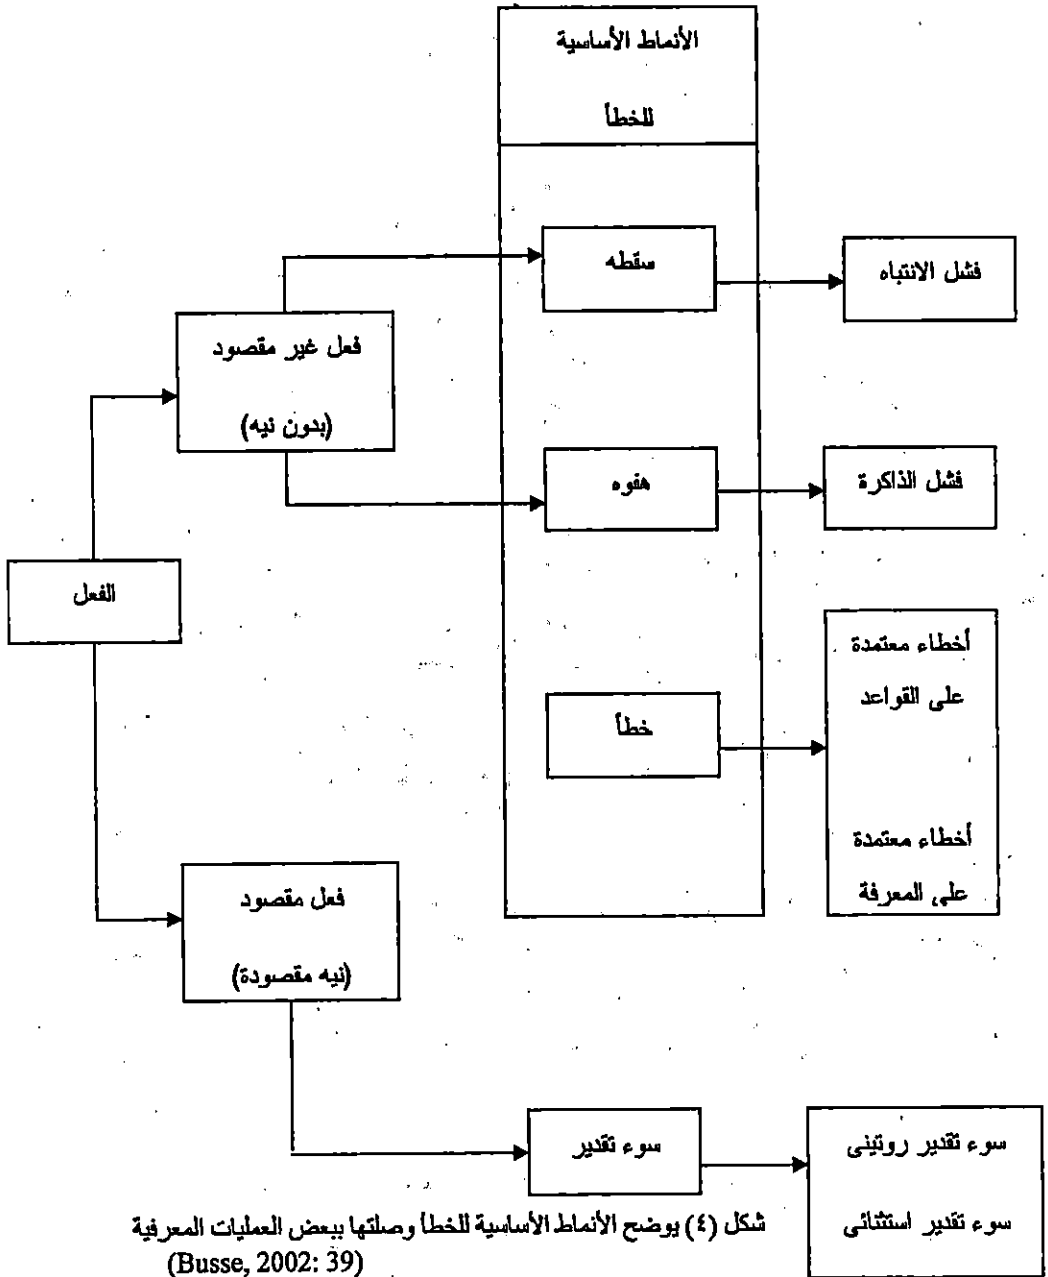 الأنماط الأساسية
للخطأ
سقطه
فشل الانتباه
فعل غير مقصود
(بدون نيه)
هفوه
فشل الذاكرة
الفعل
أخطاء معتمدة
على القواعد
خطأ
أخطاء معتمدة
على المعرفة
فعل مقصود
(نيه مقصودة)
سوء تقدير
سوء تقدير روتينى
سوء تقدير استثنائى
شكل (٤) يوضح الأنماط الأساسية للخطأ وصلتها ببعض العمليات المعرفية
(Busse, 2002: 39)